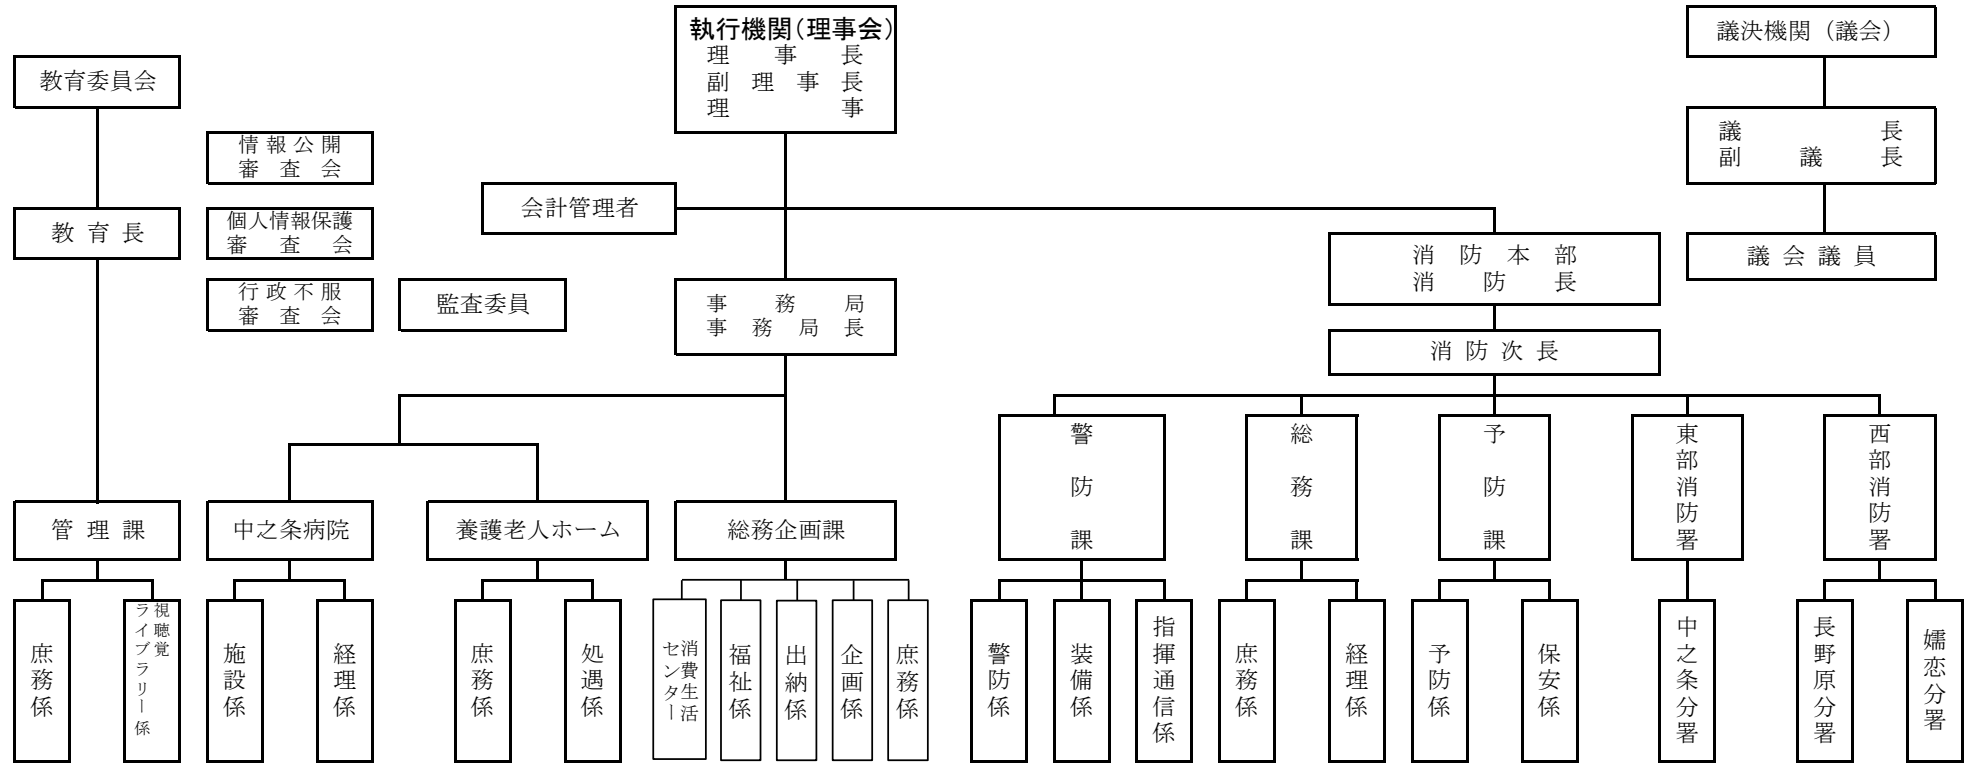 執行機関（理事会）
理事長
副理事長
理事
議決機関（議会）
議長
副議長
議会議員
教育委員会
教育長
情報公開
審査会
個人情報保護
審査会
行政不服
審査会
監査委員
会計管理者
事務局
事務局長
消防本部
消防長
消防次長
管理課
中之条病院
養護老人ホーム
総務企画課
警防課
総務課
予防課
東部消防署
西部消防署
庶務係
視聴覚
ライブラリー係
施設係
経理係
庶務係
処遇係
消費生活
センター
福祉係
出納係
企画係
庶務係
警防係
装備係
指揮通信係
庶務係
経理係
予防係
保安係
中之条分署
長野原分署
嬬恋分署